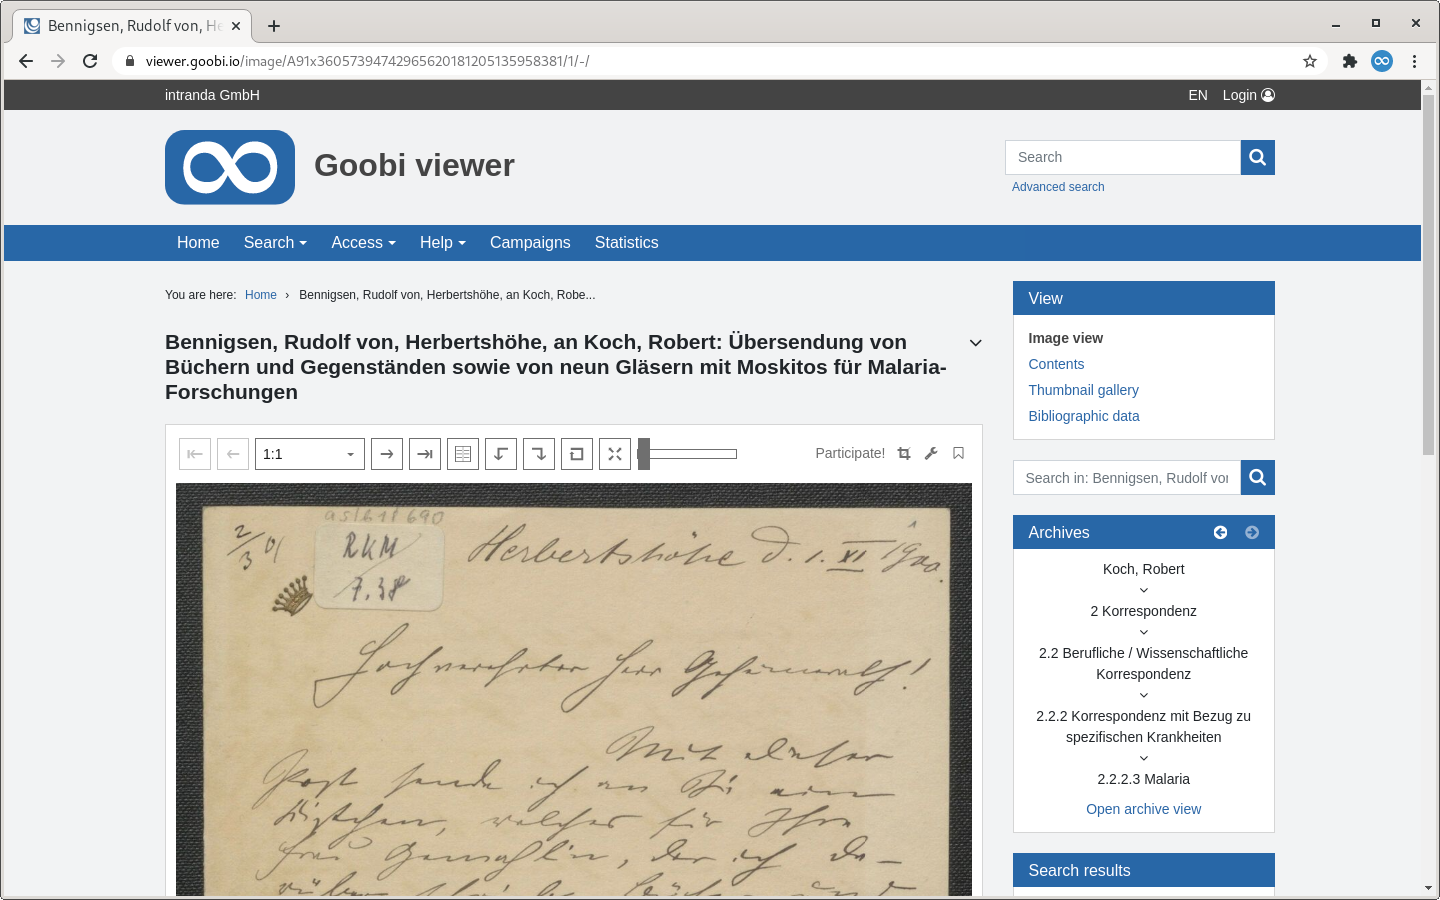 Bennigsen, Rudolf von, He
viewer.goobi.io/image/A91x36057394742965620181205135958381/1/-/
intranda GmbH
EN Login
Goobi viewer
Search
Advanced search
Home Search Access Help Campaigns Statistics
You are here: Home › Bennigsen, Rudolf von, Herbertshöhe, an Koch, Robe...
Bennigsen, Rudolf von, Herbertshöhe, an Koch, Robert: Übersendung von
Büchern und Gegenständen sowie von neun Gläsern mit Moskitos für Malaria-
Forschungen
1:1
Participate!
as/b1/690
2/3 01
RKM
7.38
Herbertshöhe d. 1. XI 1900.
Hochverehrter Herr Geheimrath!
Mit dieser
Post sende ich an Sie ein
Kistchen, welches für Ihre
Frau Gemahlin, der ich da-
View
Image view
Contents
Thumbnail gallery
Bibliographic data
Search in: Bennigsen, Rudolf von
Archives
Koch, Robert
2 Korrespondenz
2.2 Berufliche / Wissenschaftliche
Korrespondenz
2.2.2 Korrespondenz mit Bezug zu
spezifischen Krankheiten
2.2.2.3 Malaria
Open archive view
Search results